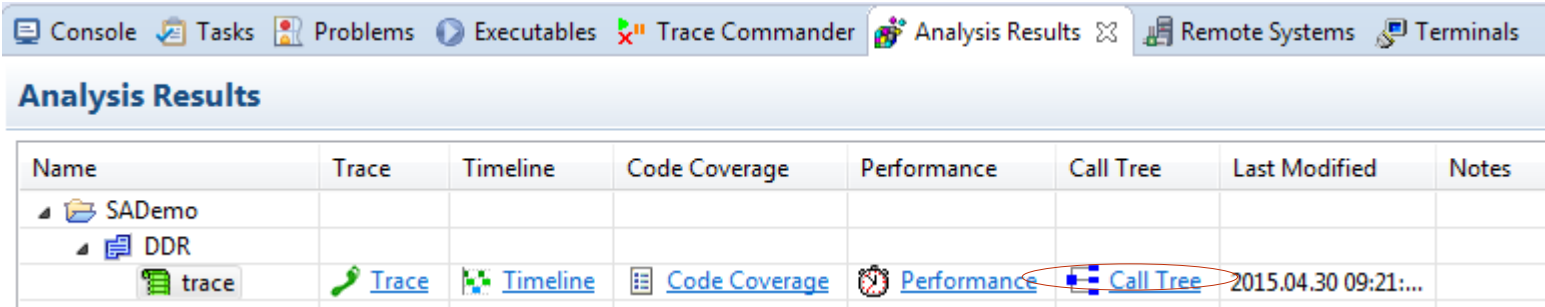 Console Tasks Problems Executables Trace Commander Analysis Results Remote Systems Terminals
Analysis Results
Name Trace Timeline Code Coverage Performance Call Tree Last Modified Notes
SADemo
DDR
trace Trace Timeline Code Coverage Performance Call Tree 2015.04.30 09:21:...